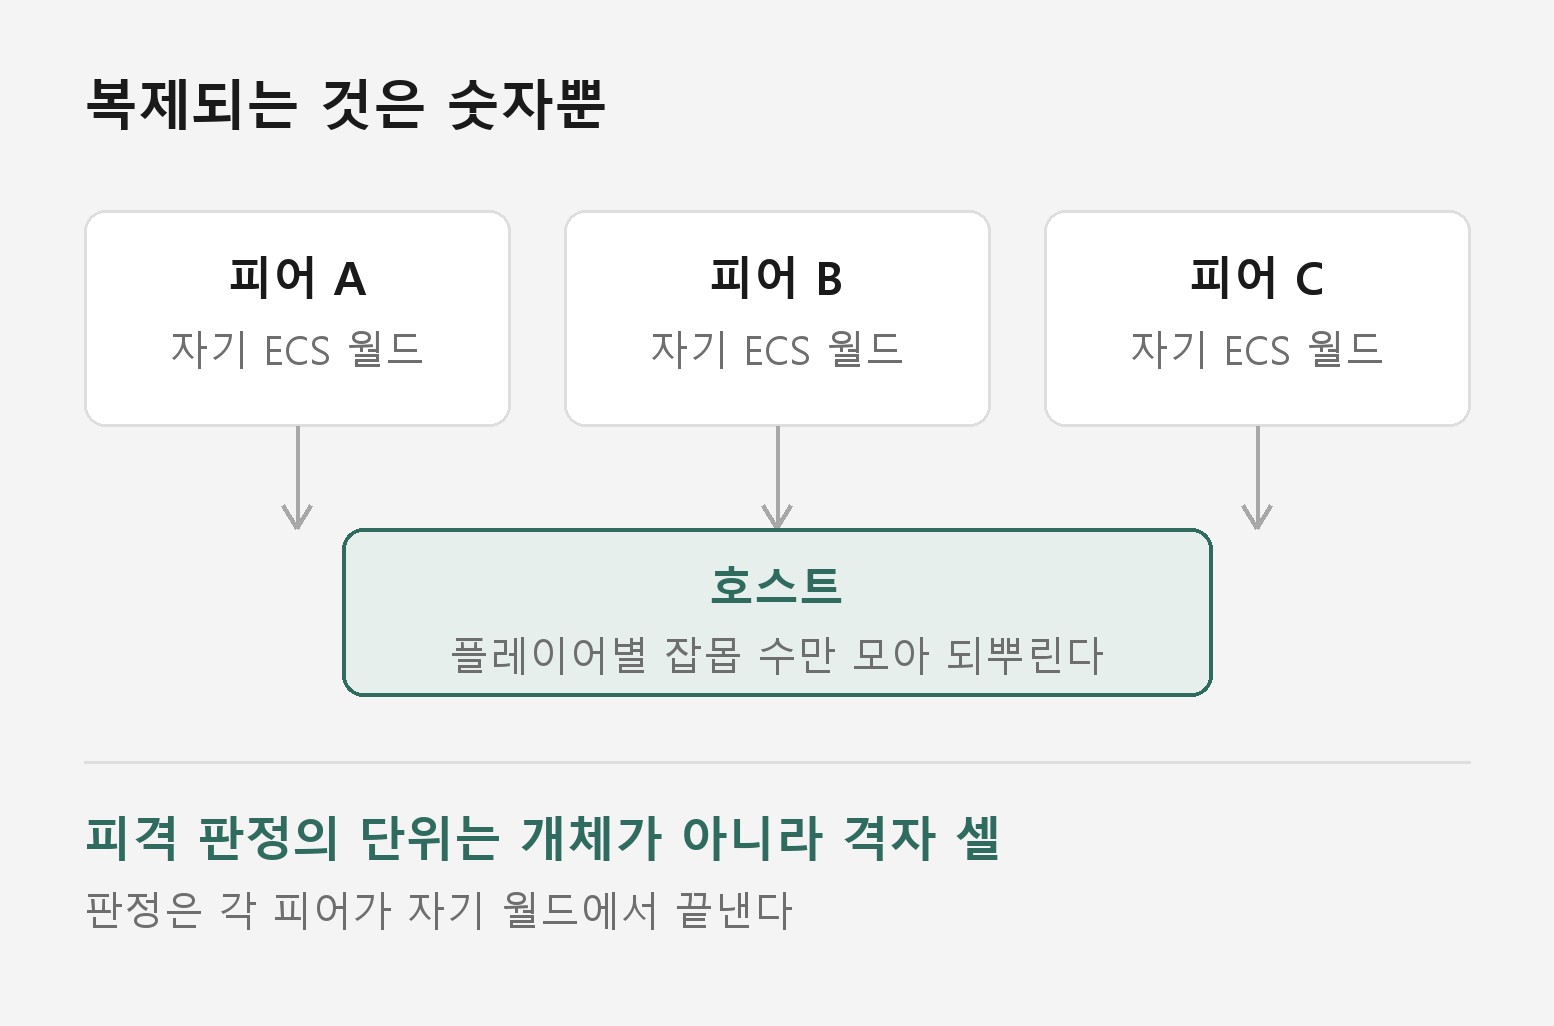 복제되는 것은 숫자뿐
피어 A
자기 ECS 월드
피어 B
자기 ECS 월드
피어 C
자기 ECS 월드
호스트
플레이어별 잡몹 수만 모아 되뿌린다
피격 판정의 단위는 개체가 아니라 격자 셀
판정은 각 피어가 자기 월드에서 끝낸다